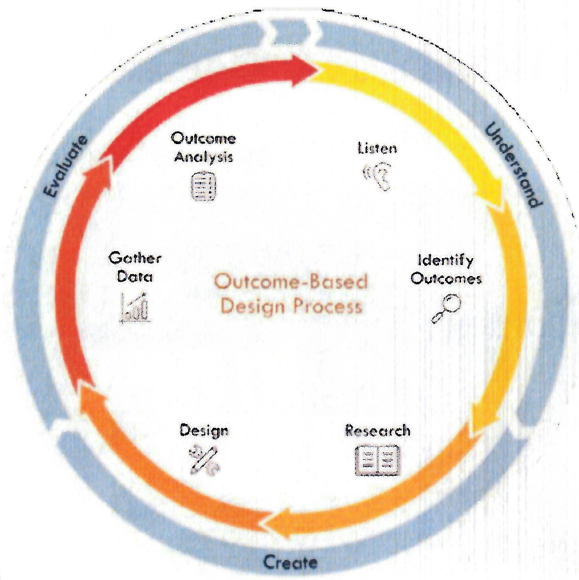 Evaluate
Understand
Outcome
Analysis
Listen
Gather
Data
Outcome-Based
Design Process
Identify
Outcomes
Design
Research
Create